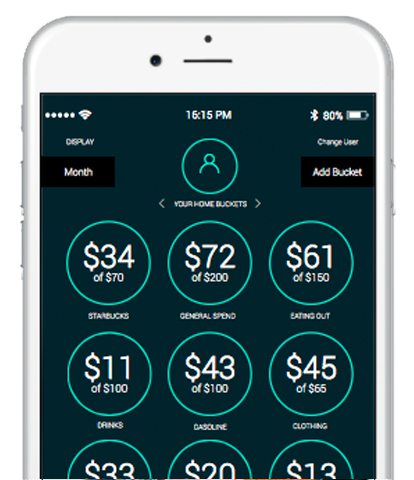 16:15 PM
80%
DISPLAY
Change User
Month
Add Bucket
YOUR HOME BUCKETS
$34
of $70
$72
of $200
$61
of $150
STARBUCKS
GENERAL SPEND
EATING OUT
$11
of $100
$43
of $100
$45
of $65
DRINKS
GASOLINE
CLOTHING
$33
$20
$13